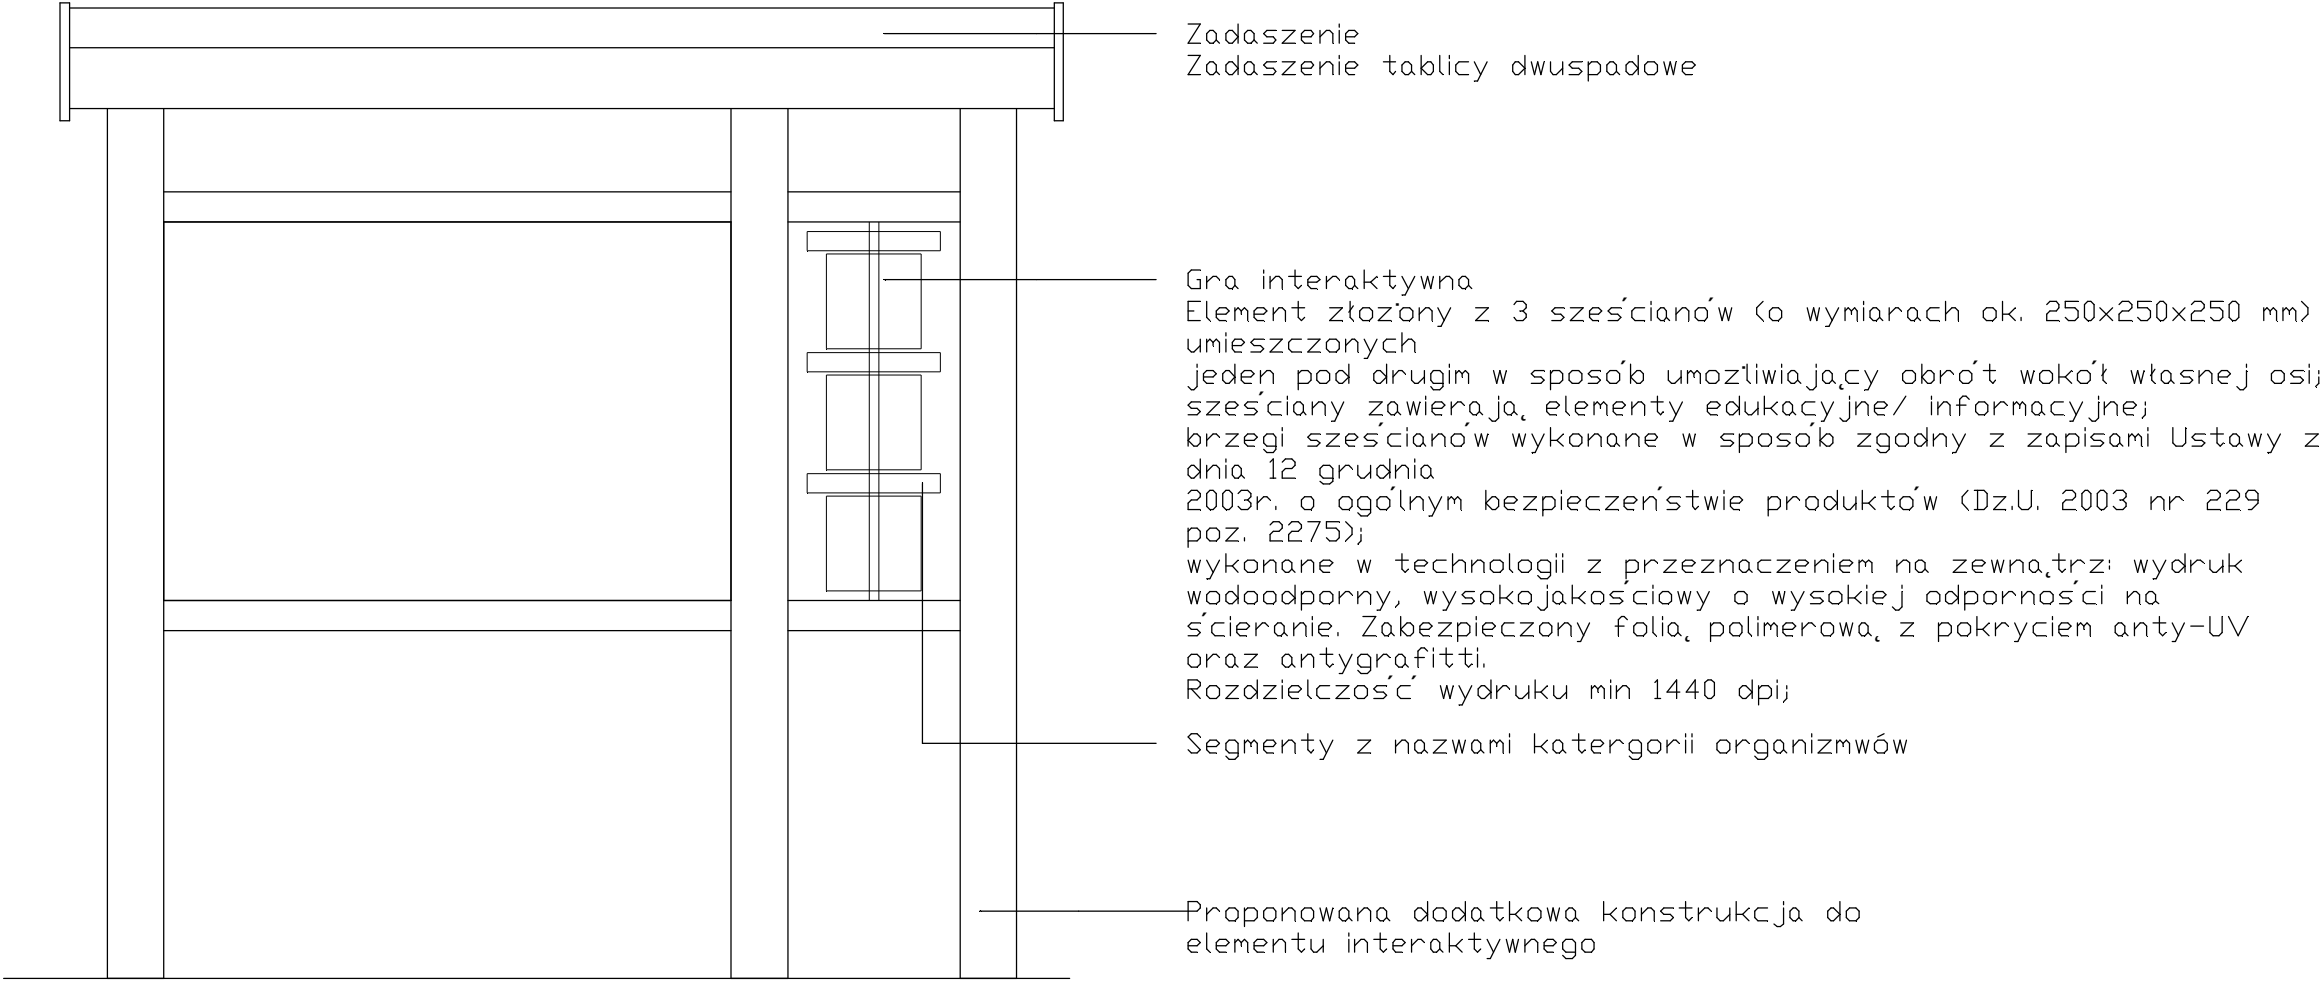 Zadaszenie
Zadaszenie tablicy dwuspadowe
Gra interaktywna
Element złożony z 3 sześcianów (o wymiarach ok. 250x250x250 mm)
umieszczonych
jeden pod drugim w sposób umożliwiający obrót wokół własnej osi;
sześciany zawierają elementy edukacyjne/ informacyjne;
brzegi sześcianów wykonane w sposób zgodny z zapisami Ustawy z
dnia 12 grudnia
2003r. o ogólnym bezpieczeństwie produktów (Dz.U. 2003 nr 229
poz. 2275);
wykonane w technologii z przeznaczeniem na zewnątrz: wydruk
wodoodporny, wysokojakościowy o wysokiej odporności na
ścieranie. Zabezpieczony folią polimerową z pokryciem anty-UV
oraz antygrafitti.
Rozdzielczość wydruku min 1440 dpi;
Segmenty z nazwami katergorii organizmwów
Proponowana dodatkowa konstrukcja do
elementu interaktywnego